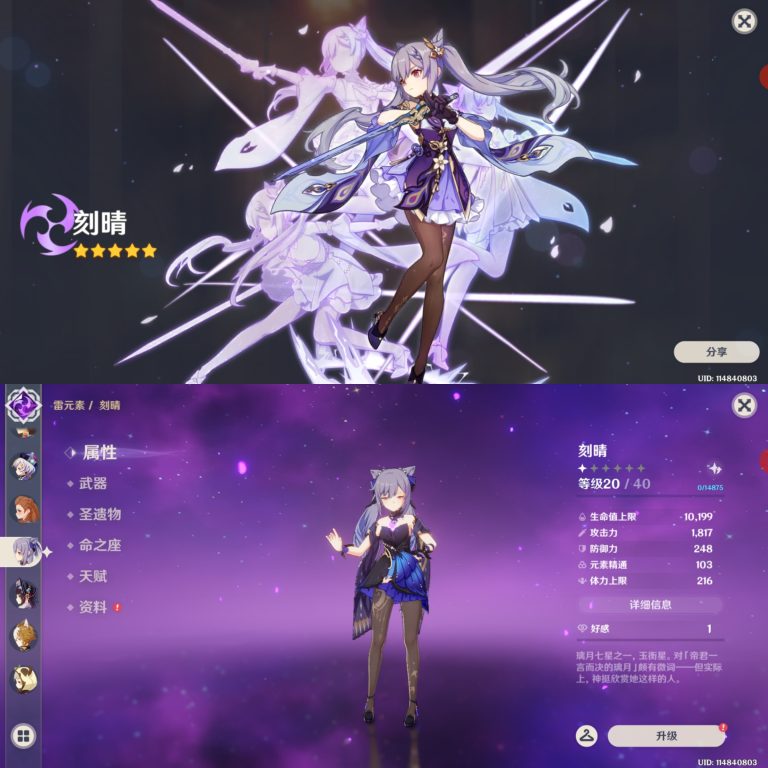 刻晴
分享
UID: 114840803
雷元素 / 刻晴
属性
武器
圣遗物
命之座
天赋
资料
刻晴
等级20 / 40
0/14875
生命值上限 10,199
攻击力 1,817
防御力 248
元素精通 103
体力上限 216
详细信息
好感 1
璃月七星之一，玉衡星。对「帝君一
言而决的璃月」颇有微词——但实际
上，神挺欣赏她这样的人。
升级
UID: 114840803